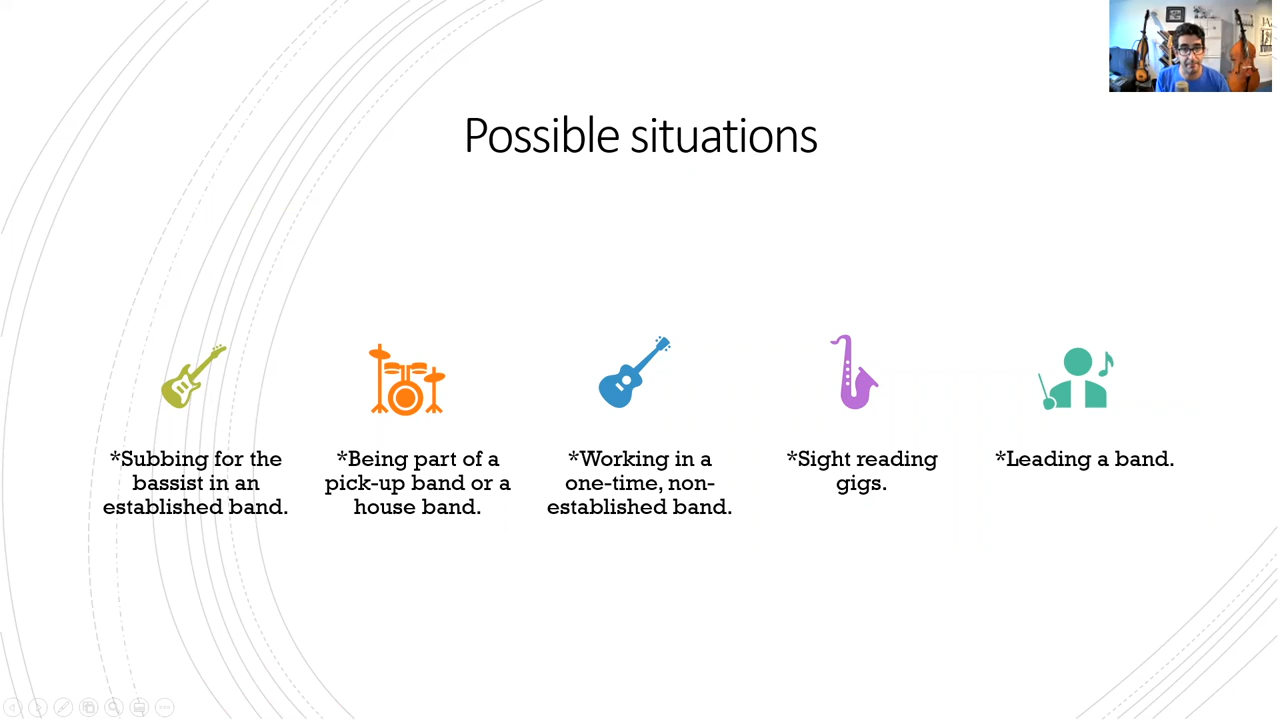 Possible situations
*Subbing for the
bassist in an
established band.
*Being part of a
pick-up band or a
house band.
*Working in a
one-time, non-
established band.
*Sight reading
gigs.
*Leading a band.